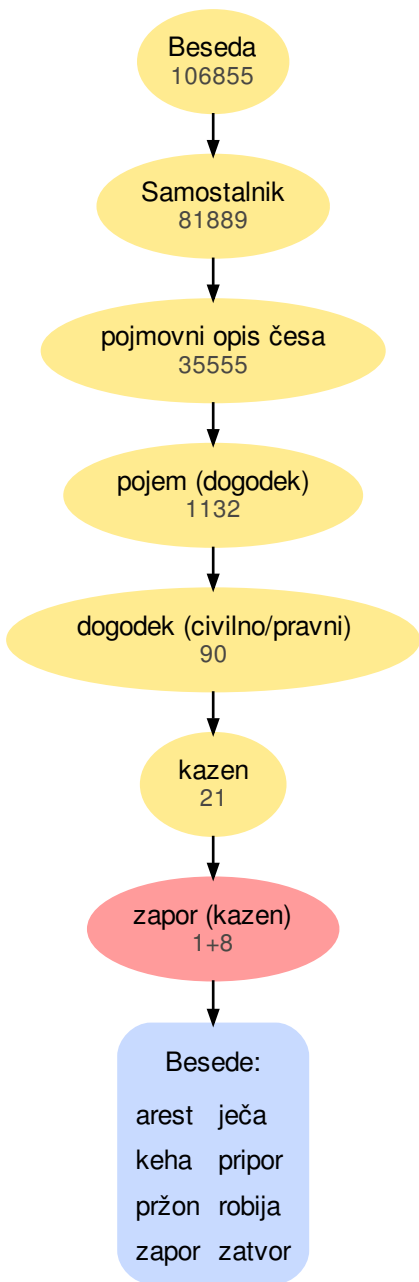 Beseda
106855
Samostalnik
81889
pojmovni opis česa
35555
pojem (dogodek)
1132
dogodek (civilno/pravni)
90
kazen
21
zapor (kazen)
1+8
Besede:
arest ječa
keha pripor
pržon robija
zapor zatvor